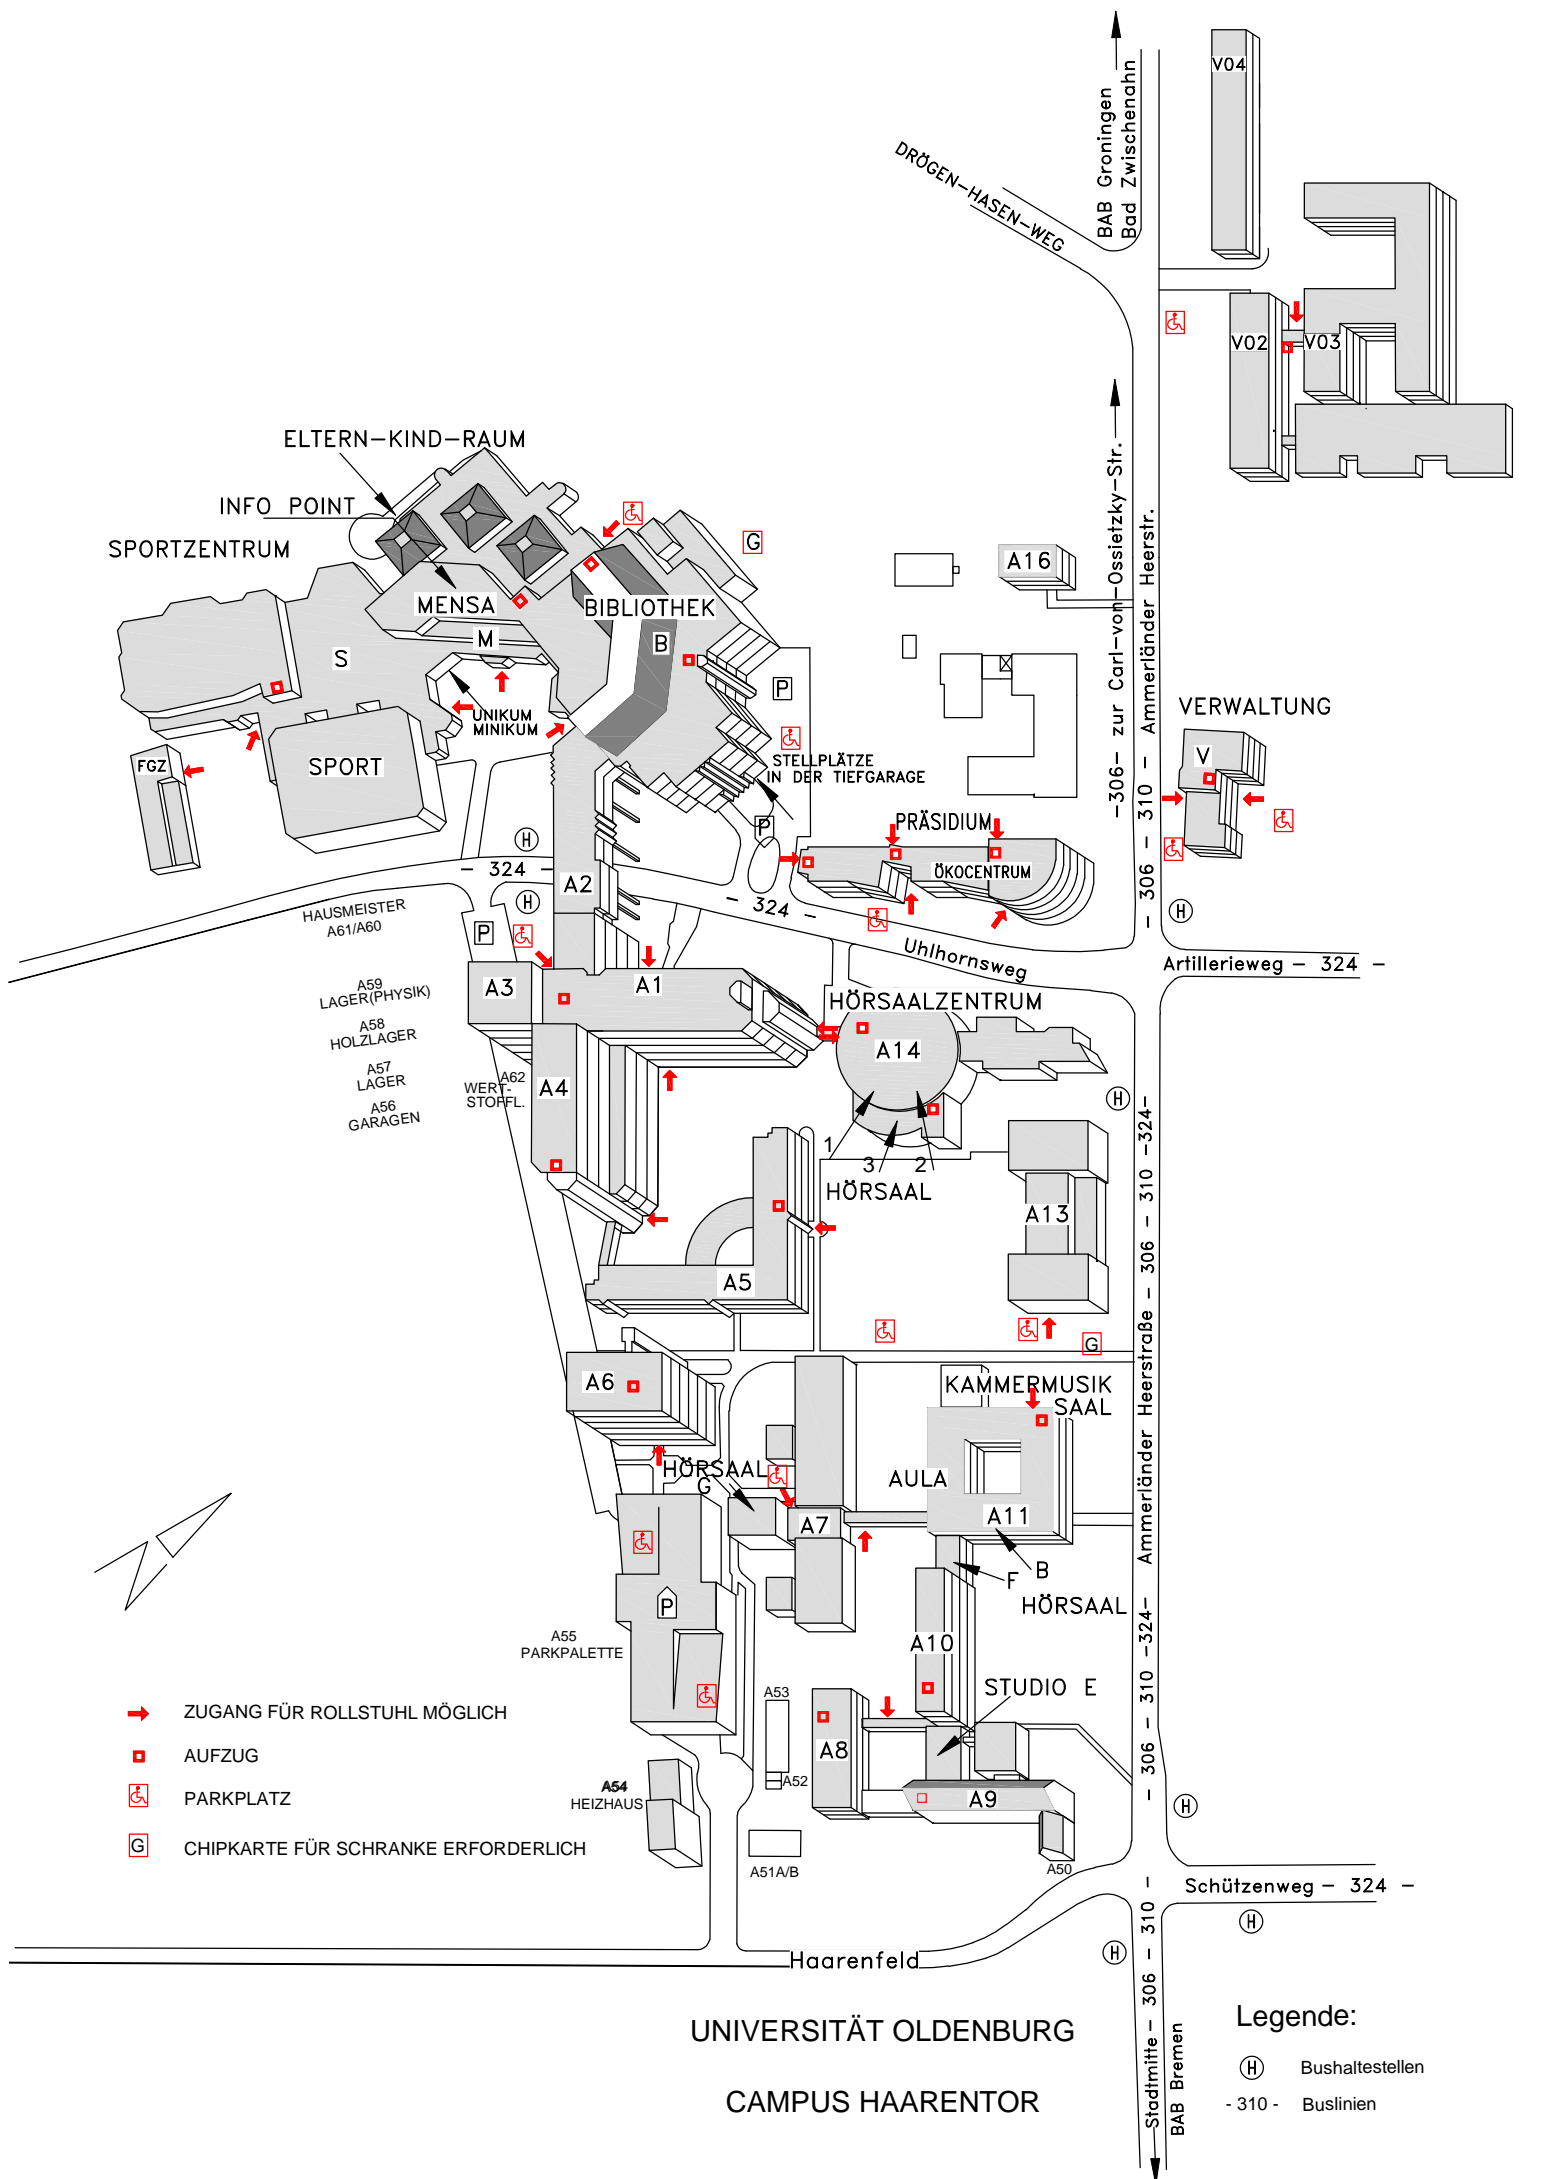 V04
BAB Groningen
Bad Zwischenahn
DRÖGEN-HASEN-WEG
V02
V03
-306- zur Carl-von-Ossietzky-Str.
- 306 - 310 - Ammerländer Heerstr.
ELTERN-KIND-RAUM
INFO POINT
SPORTZENTRUM
G
A16
MENSA
BIBLIOTHEK
M
B
S
P
UNIKUM
MINIKUM
VERWALTUNG
V
FGZ
SPORT
STELLPLÄTZE
IN DER TIEFGARAGE
P
PRÄSIDIUM
ÖKOCENTRUM
H
- 324 -
A2
H
- 324 -
H
HAUSMEISTER
A61/A60
P
Uhlhornsweg
Artillerieweg - 324 -
A3
A1
A59
LAGER(PHYSIK)
HÖRSAALZENTRUM
A58
HOLZLAGER
A14
A57
LAGER
A62
WERT-
STOFFL.
A4
A56
GARAGEN
H
1
3
2
HÖRSAAL
A13
A5
Ammerländer Heerstraße - 306 - 310 -324-
G
A6
KAMMERMUSIK
SAAL
HÖRSAAL
G
AULA
A7
A11
B
F
HÖRSAAL
P
A55
PARKPALETTE
A10
- 306 - 310 -324-
STUDIO E
A53
A8
A52
A9
A54
HEIZHAUS
H
A51A/B
A50
ZUGANG FÜR ROLLSTUHL MÖGLICH
AUFZUG
PARKPLATZ
G CHIPKARTE FÜR SCHRANKE ERFORDERLICH
Schützenweg - 324 -
H
H
Haarenfeld
Stadtmitte - 306 - 310 -
BAB Bremen
UNIVERSITÄT OLDENBURG
CAMPUS HAARENTOR
Legende:
H Bushaltestellen
- 310 - Buslinien